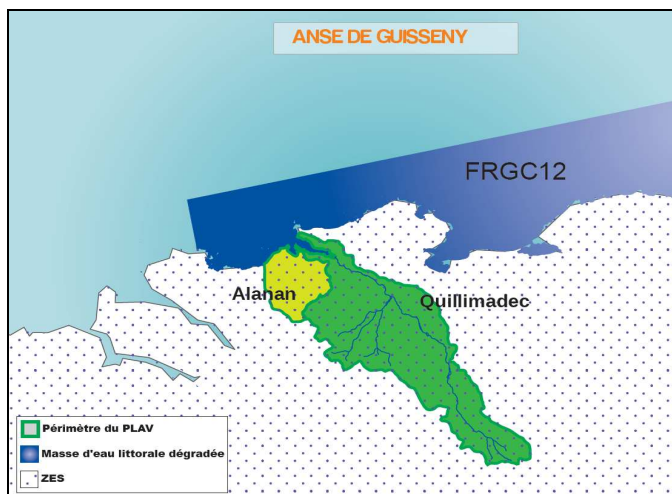 ANSE DE GUISSENY
FRGC12
Alanan
Quillimadec
Périmètre du PLAV
Masse d'eau littorale dégradée
ZES